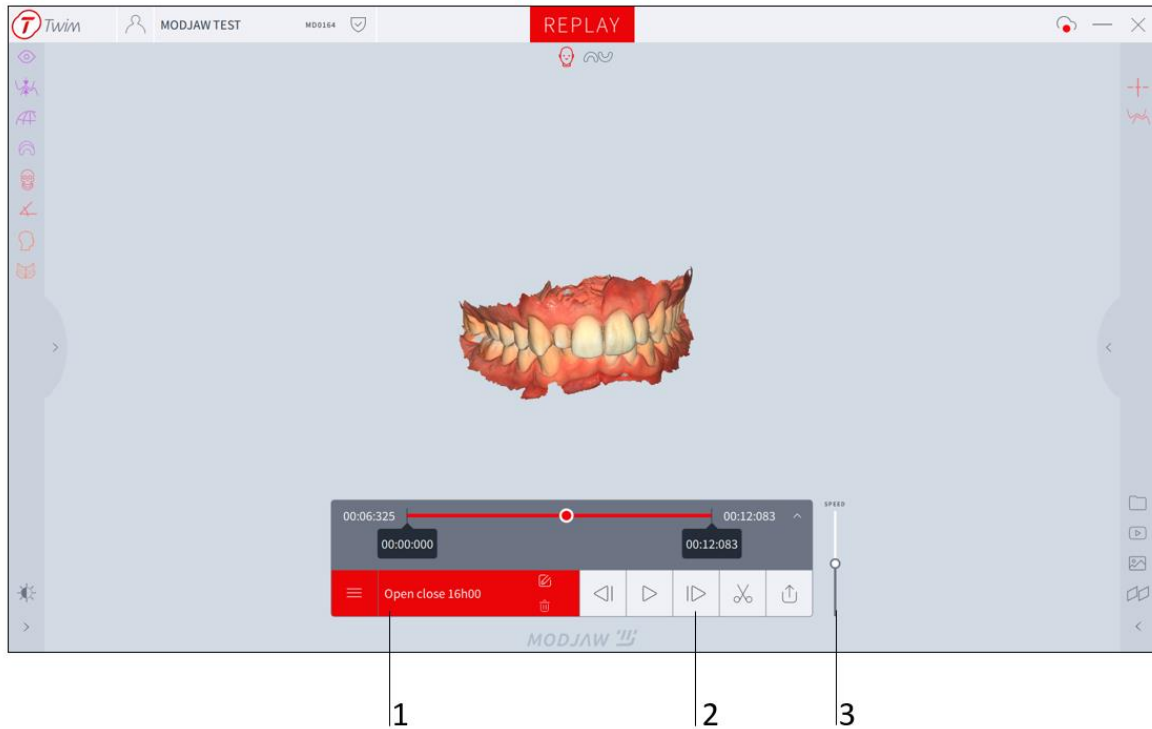 T Twim
MODJAW TEST
MD0164
REPLAY
00:06:325
00:12:083
SPEED
00:00:000
00:12:083
Open close 16h00
MODJAW
1
2
3